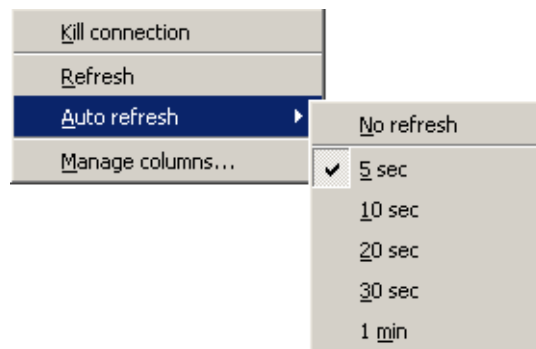 Kill connection
Refresh
Auto refresh
Manage columns...
No refresh
5 sec
10 sec
20 sec
30 sec
1 min